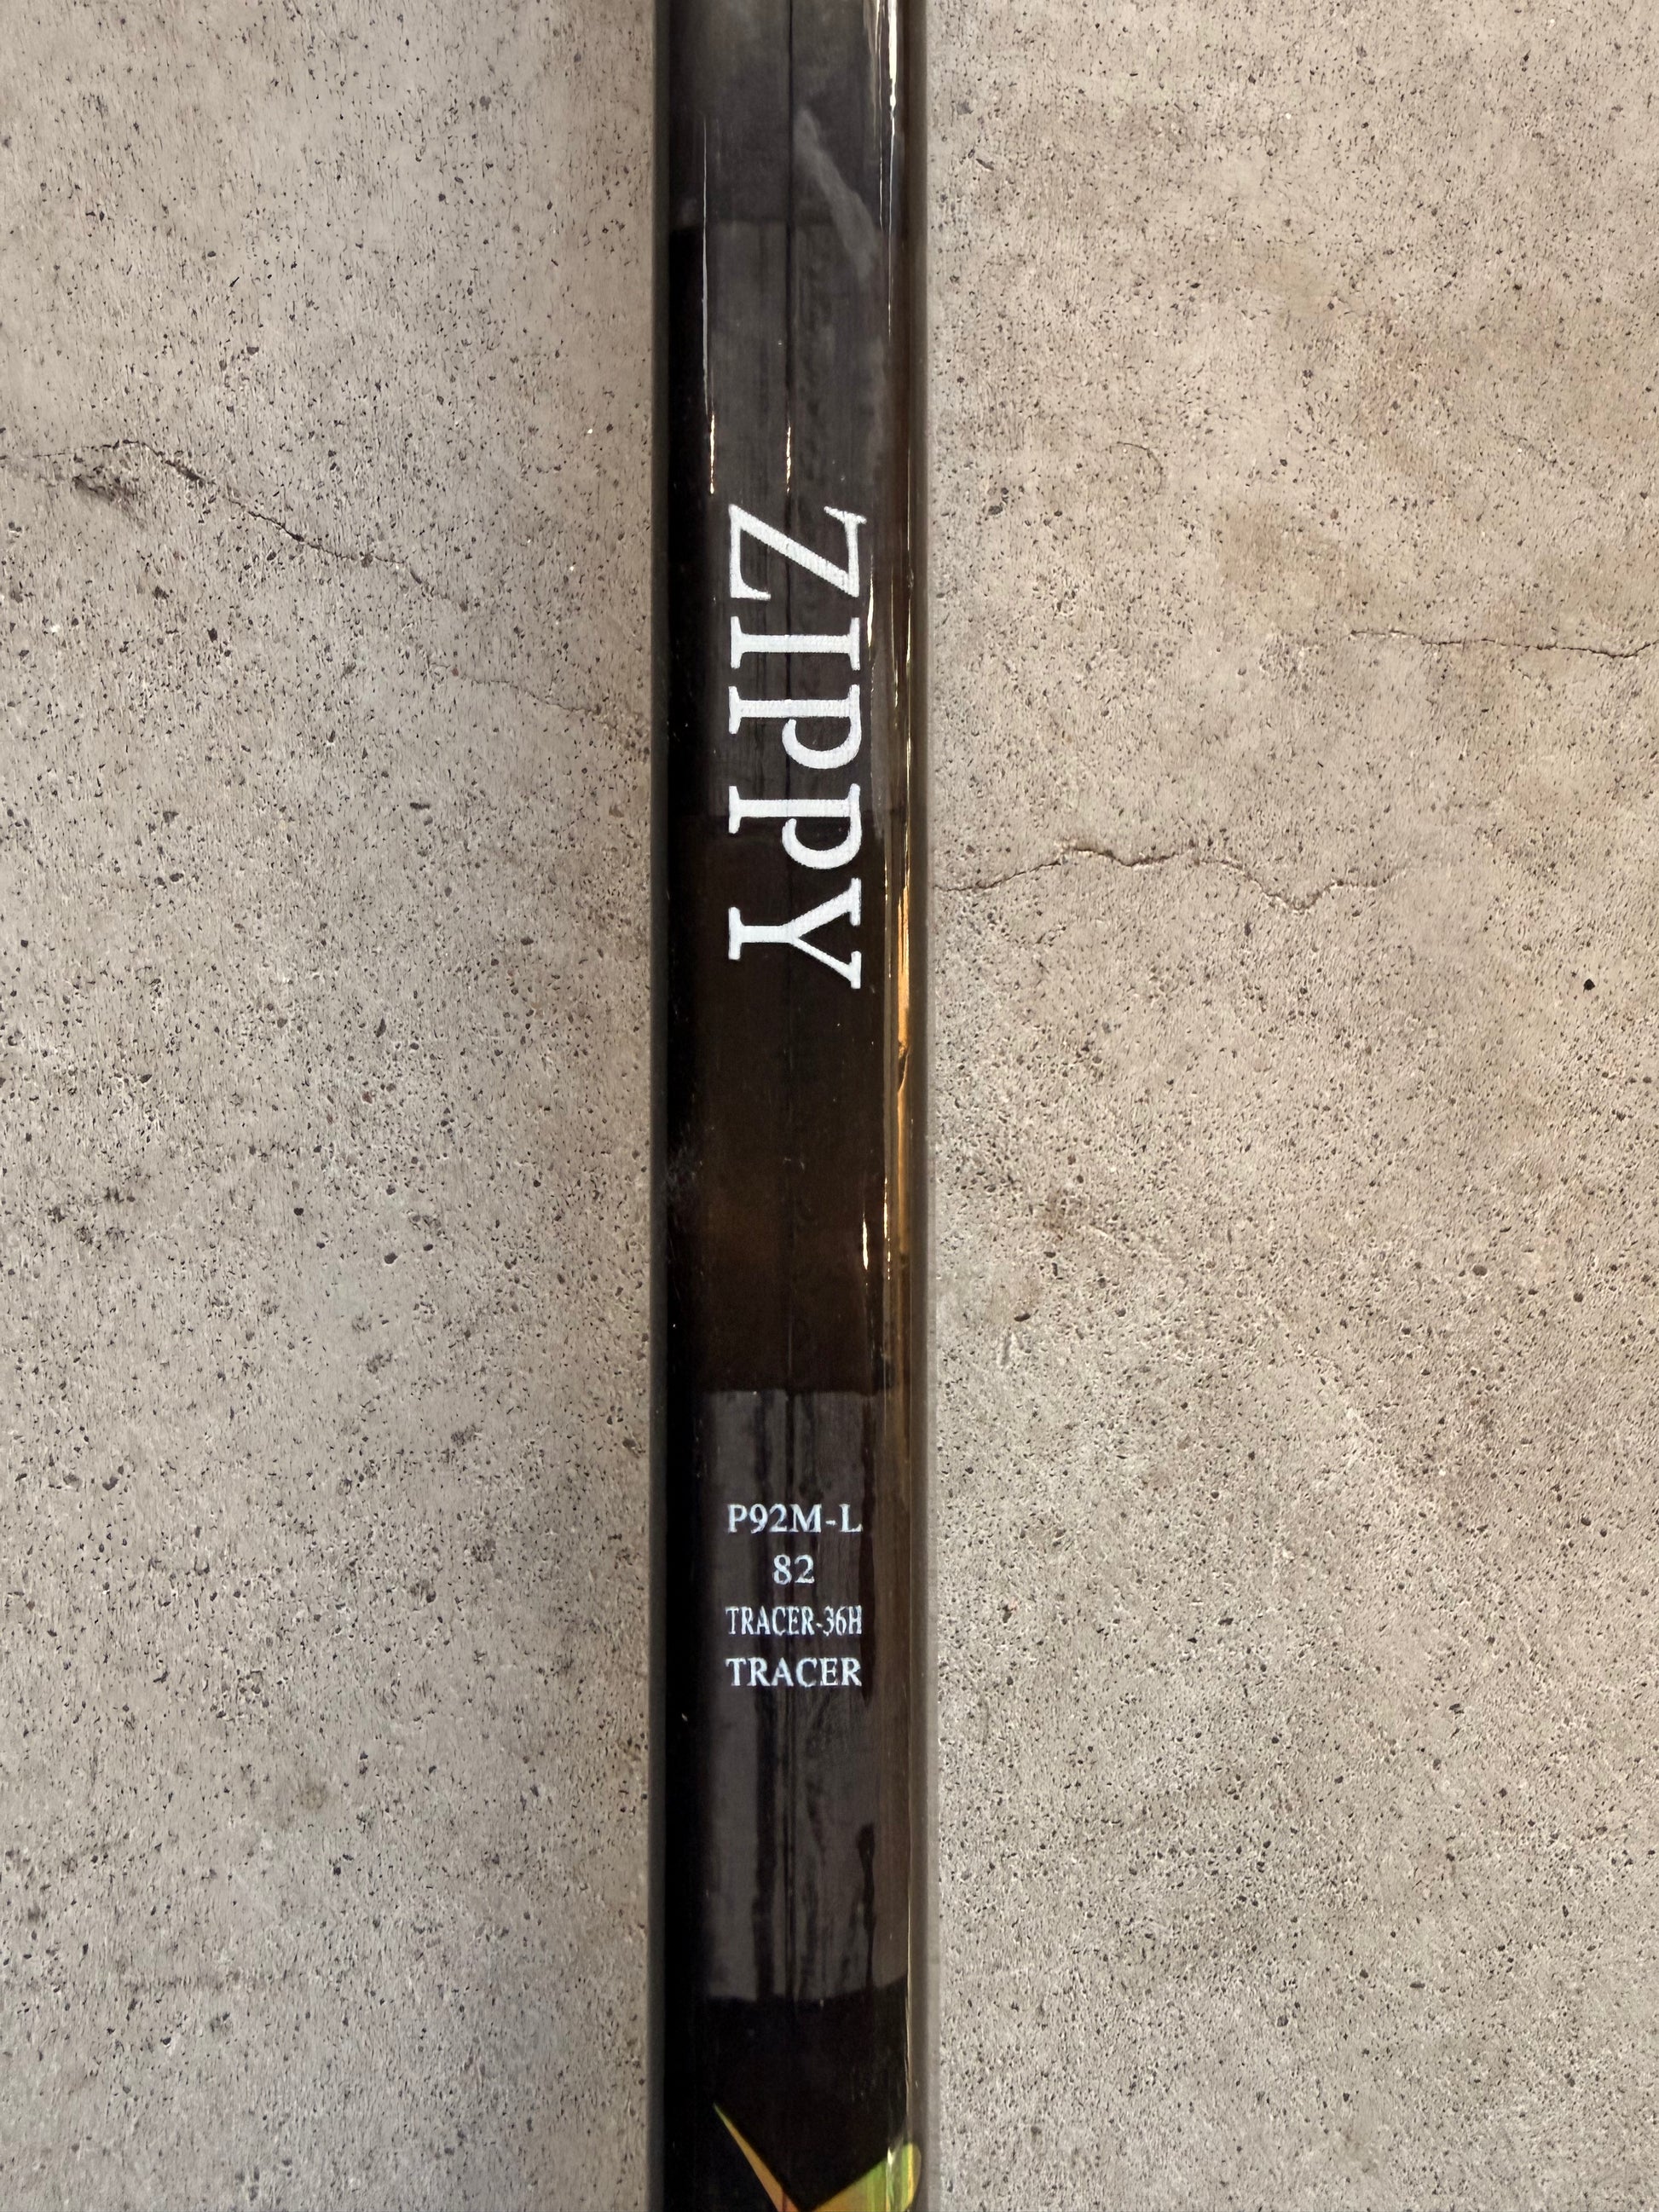 ZIPPY
P92M-L
82
TRACER-36H
TRACER